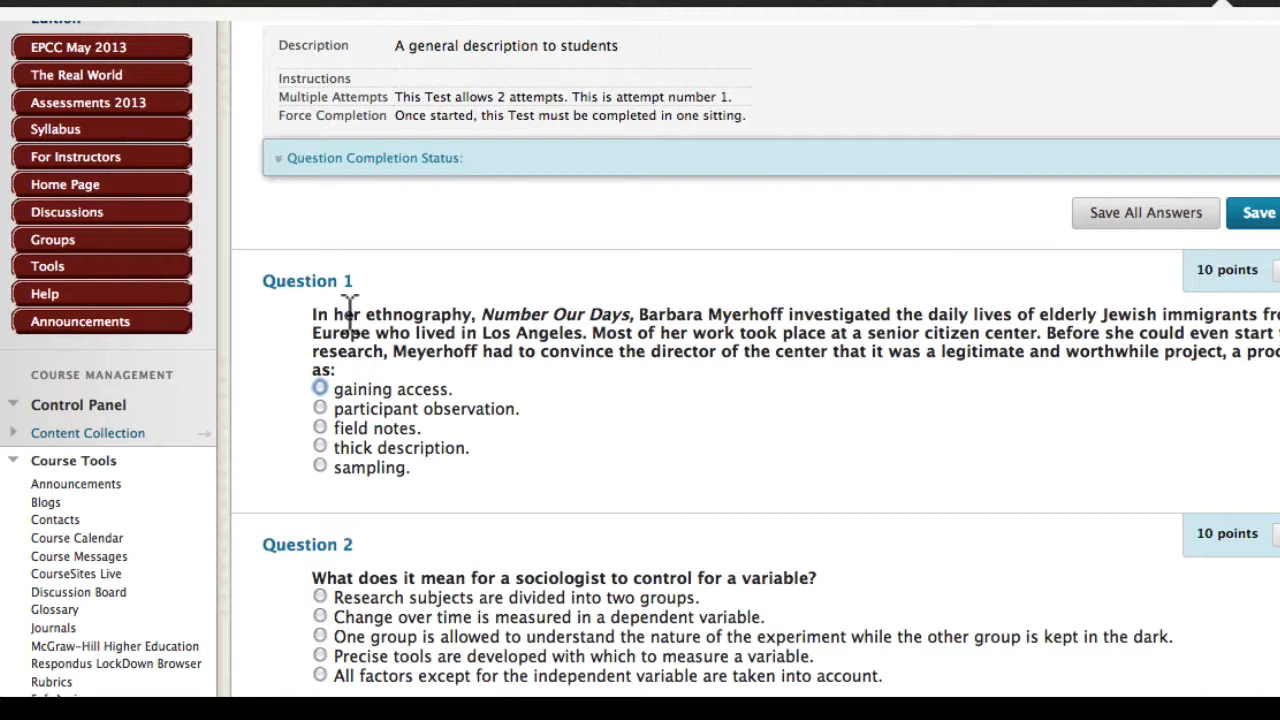 Edition
EPCC May 2013
The Real World
Assessments 2013
Syllabus
For Instructors
Home Page
Discussions
Groups
Tools
Help
Announcements
COURSE MANAGEMENT
Control Panel
Content Collection
Course Tools
Announcements
Blogs
Contacts
Course Calendar
Course Messages
CourseSites Live
Discussion Board
Glossary
Journals
McGraw-Hill Higher Education
Respondus LockDown Browser
Rubrics
Description A general description to students
Instructions
Multiple Attempts This Test allows 2 attempts. This is attempt number 1.
Force Completion Once started, this Test must be completed in one sitting.
Question Completion Status:
Save All Answers Save
Question 1 10 points
In her ethnography, Number Our Days, Barbara Myerhoff investigated the daily lives of elderly Jewish immigrants
Europe who lived in Los Angeles. Most of her work took place at a senior citizen center. Before she could even start
research, Meyerhoff had to convince the director of the center that it was a legitimate and worthwhile project, a
as:
gaining access.
participant observation.
field notes.
thick description.
sampling.
Question 2 10 points
What does it mean for a sociologist to control for a variable?
Research subjects are divided into two groups.
Change over time is measured in a dependent variable.
One group is allowed to understand the nature of the experiment while the other group is kept in the dark.
Precise tools are developed with which to measure a variable.
All factors except for the independent variable are taken into account.